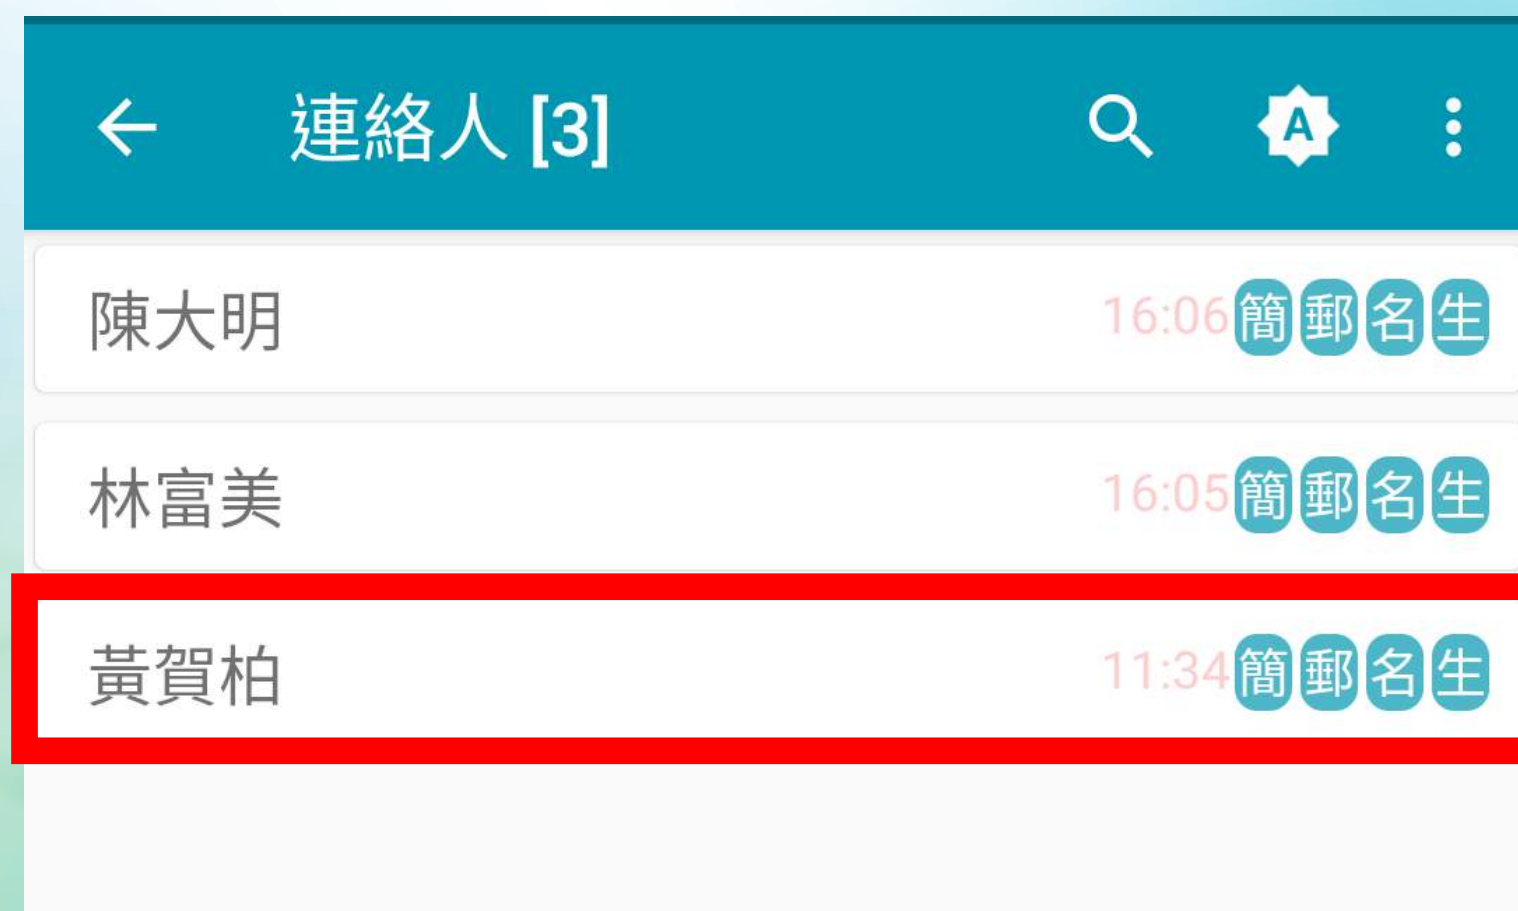 連絡人 [3]
A
陳大明 16:06 簡 郵 名 生
林富美 16:05 簡 郵 名 生
黃賀柏 11:34 簡 郵 名 生